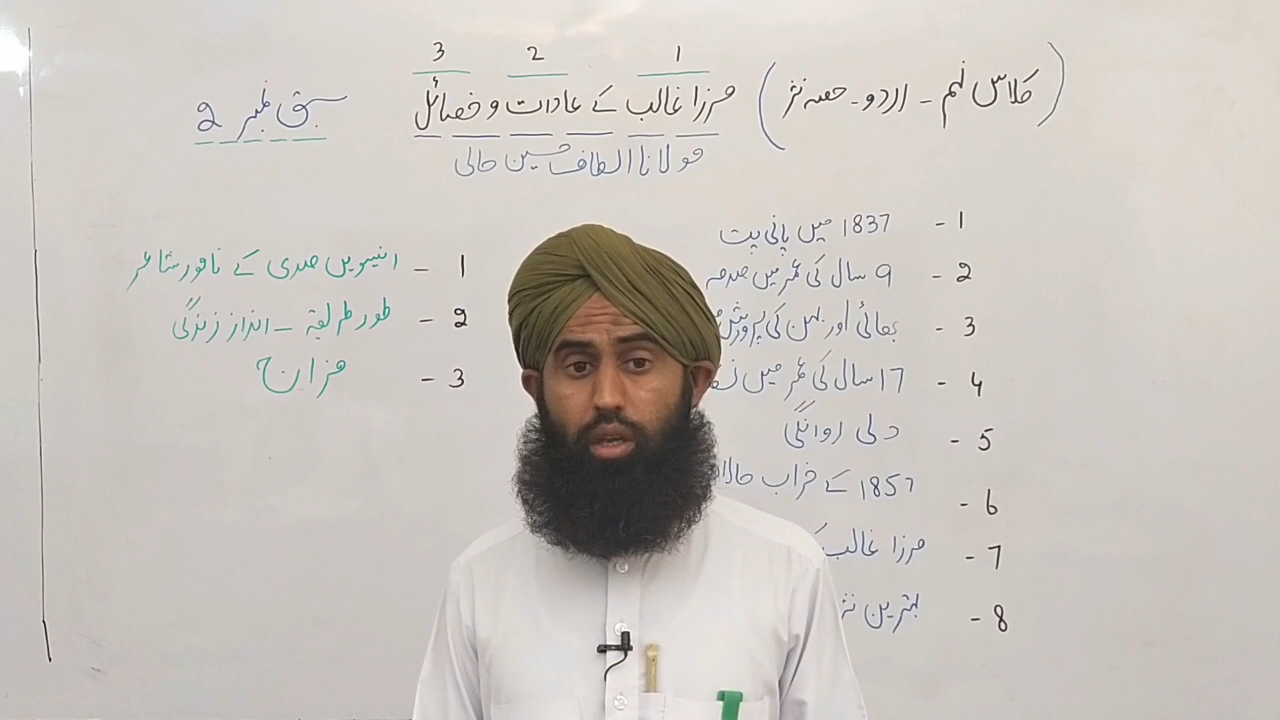 3 2 1
(کلاس نہم - اردو - حصہ نثر) مرزا غالب کے عادات و خصائل سبق نمبر 2
مولانا الطاف حسین حالی
1 - 1837 میں پانی پت
2 - 9 سال کی عمر میں صدمہ
3 - بھائی اور بہن کی پرورش
4 - 17 سال کی عمر میں
5 - دلی روانگی
6 - 1857 کے خراب
7 - مرزا غالب
8 - بہترین
1 - انیسویں صدی کے نامور شاعر
2 - طور طریقہ - انداز زندگی
3 - مزاج